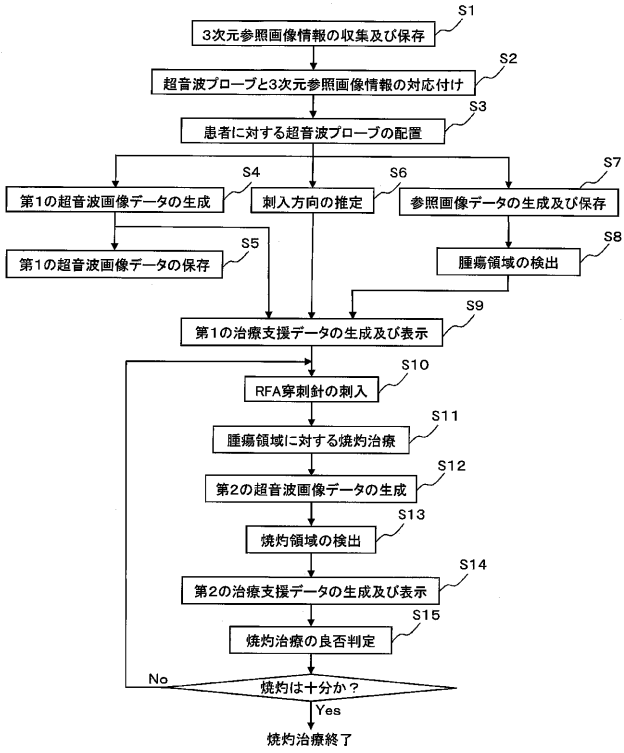 S1
3次元参照画像情報の収集及び保存
S2
超音波プローブと3次元参照画像情報の対応付け
S3
患者に対する超音波プローブの配置
S4
第1の超音波画像データの生成
S6
刺入方向の推定
S7
参照画像データの生成及び保存
S5
第1の超音波画像データの保存
S8
腫瘍領域の検出
S9
第1の治療支援データの生成及び表示
S10
RFA穿刺針の刺入
S11
腫瘍領域に対する焼灼治療
S12
第2の超音波画像データの生成
S13
焼灼領域の検出
S14
第2の治療支援データの生成及び表示
S15
焼灼治療の良否判定
No
焼灼は十分か？
Yes
焼灼治療終了